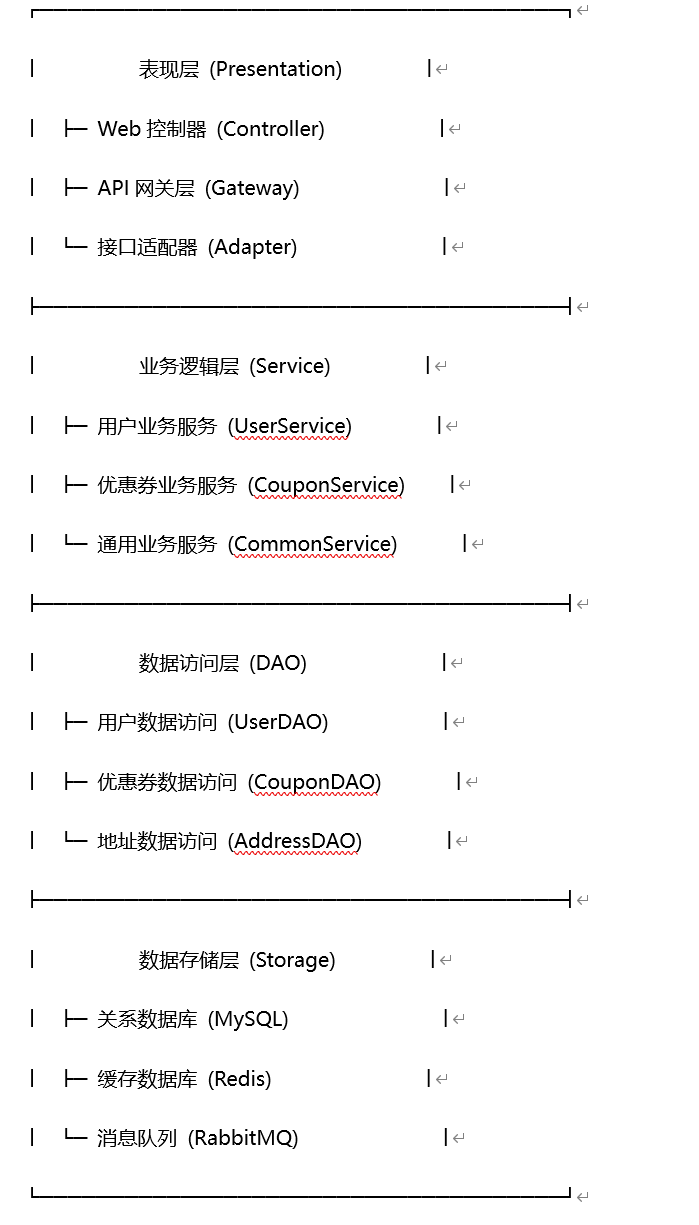 表现层 (Presentation)
├─ Web 控制器 (Controller)
├─ API 网关层 (Gateway)
└─ 接口适配器 (Adapter)
业务逻辑层 (Service)
├─ 用户业务服务 (UserService)
├─ 优惠券业务服务 (CouponService)
└─ 通用业务服务 (CommonService)
数据访问层 (DAO)
├─ 用户数据访问 (UserDAO)
├─ 优惠券数据访问 (CouponDAO)
└─ 地址数据访问 (AddressDAO)
数据存储层 (Storage)
├─ 关系数据库 (MySQL)
├─ 缓存数据库 (Redis)
└─ 消息队列 (RabbitMQ)